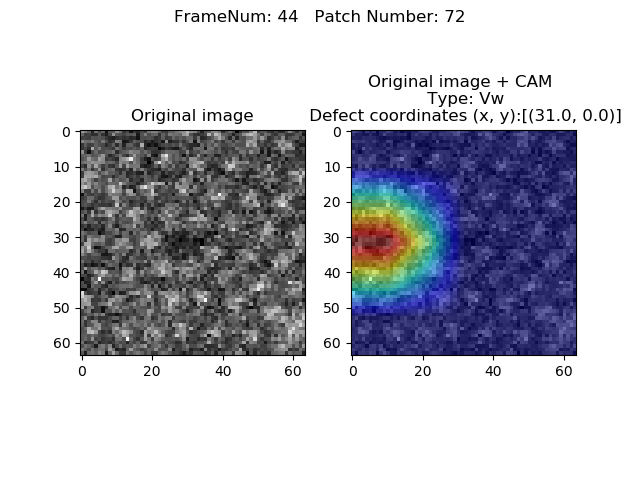 FrameNum: 44   Patch Number: 72
Original image
Original image + CAM
Type: Vw
Defect coordinates (x, y):[(31.0, 0.0)]
0
10
20
30
40
50
60
0 20 40 60
0
10
20
30
40
50
60
0 20 40 60